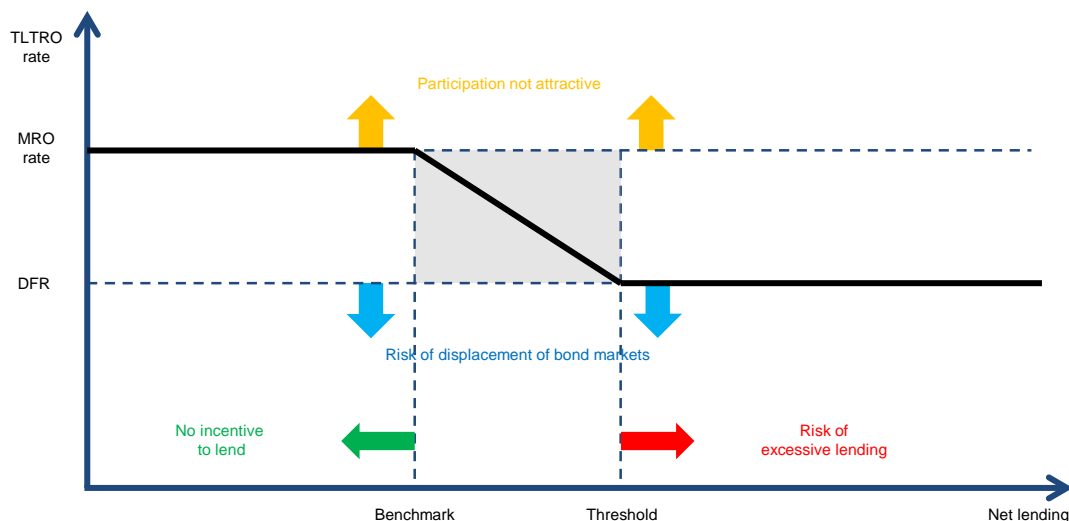 TLTRO
rate
Participation not attractive
MRO
rate
DFR
Risk of displacement of bond markets
No incentive
to lend
Risk of
excessive lending
Benchmark
Threshold
Net lending